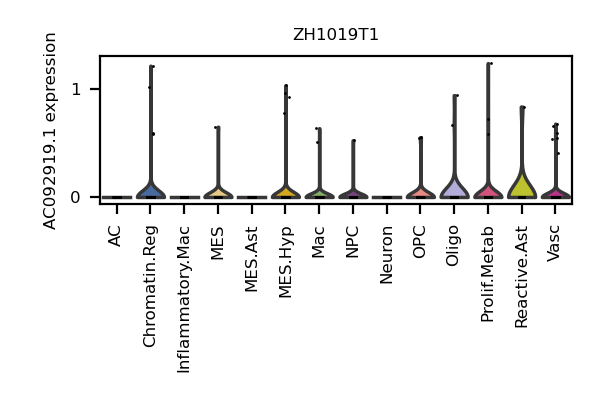 ZH1019T1
AC092919.1 expression
1
0
AC
Chromatin.Reg
Inflammatory.Mac
MES
MES.Ast
MES.Hyp
Mac
NPC
Neuron
OPC
Oligo
Prolif.Metab
Reactive.Ast
Vasc